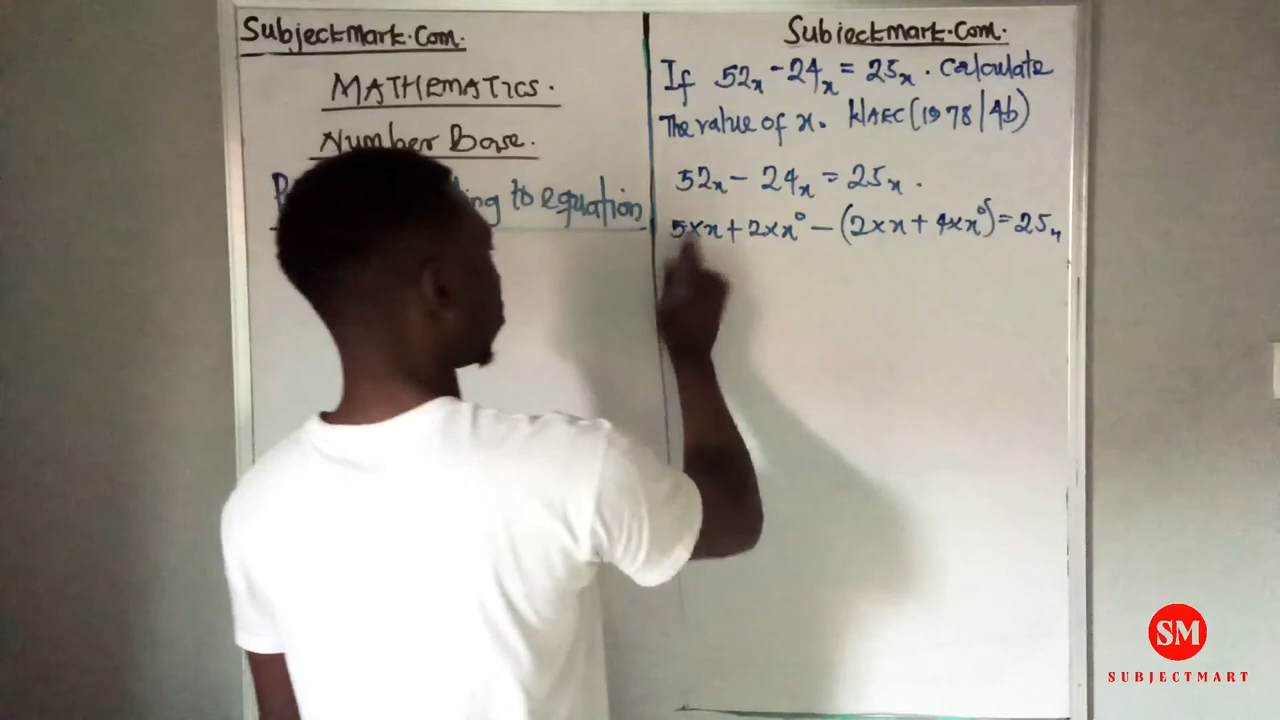 Subjectmark.Com.
MATHEMATICS.
Number Base.
to equation
Subjectmark.Com.
If 52ₓ - 24ₓ = 25ₓ. Calculate
The value of x. WAEC (1978/4b)
52ₓ - 24ₓ = 25ₓ.
5×x + 2×x⁰ - (2×x + 4×x⁰) = 25ₓ
SM
SUBJECTMART